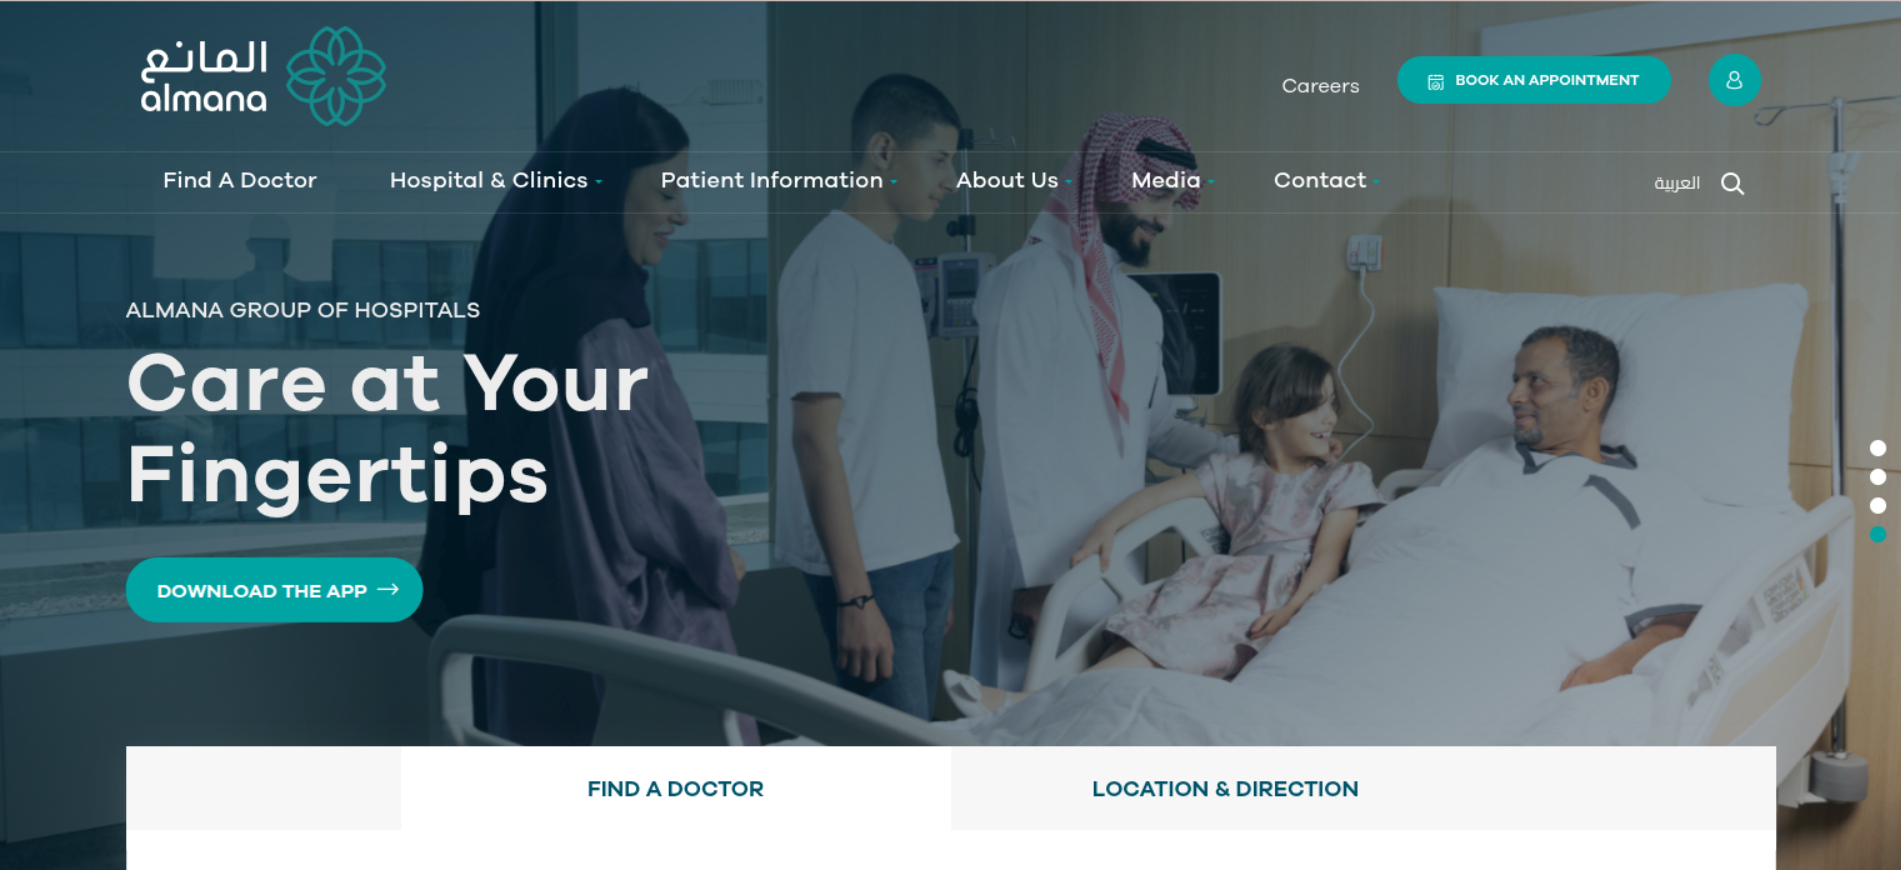 المانع
almana
Careers
BOOK AN APPOINTMENT
Find A Doctor
Hospital & Clinics
Patient Information
About Us
Media
Contact
العربية
ALMANA GROUP OF HOSPITALS
Care at Your
Fingertips
DOWNLOAD THE APP
FIND A DOCTOR
LOCATION & DIRECTION